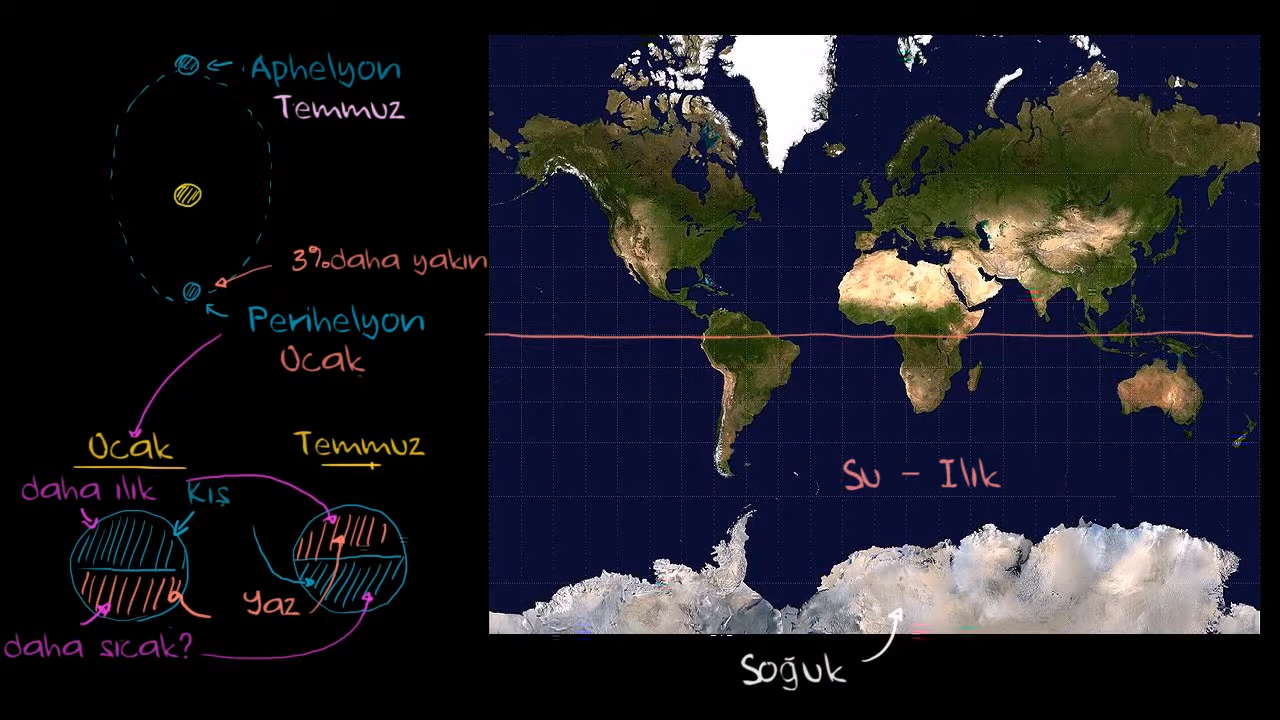 Aphelyon
Temmuz
3% daha yakın
Perihelyon
Ocak
Ocak
Temmuz
daha ılık
kış
yaz
daha sıcak?
Su - Ilık
Soğuk